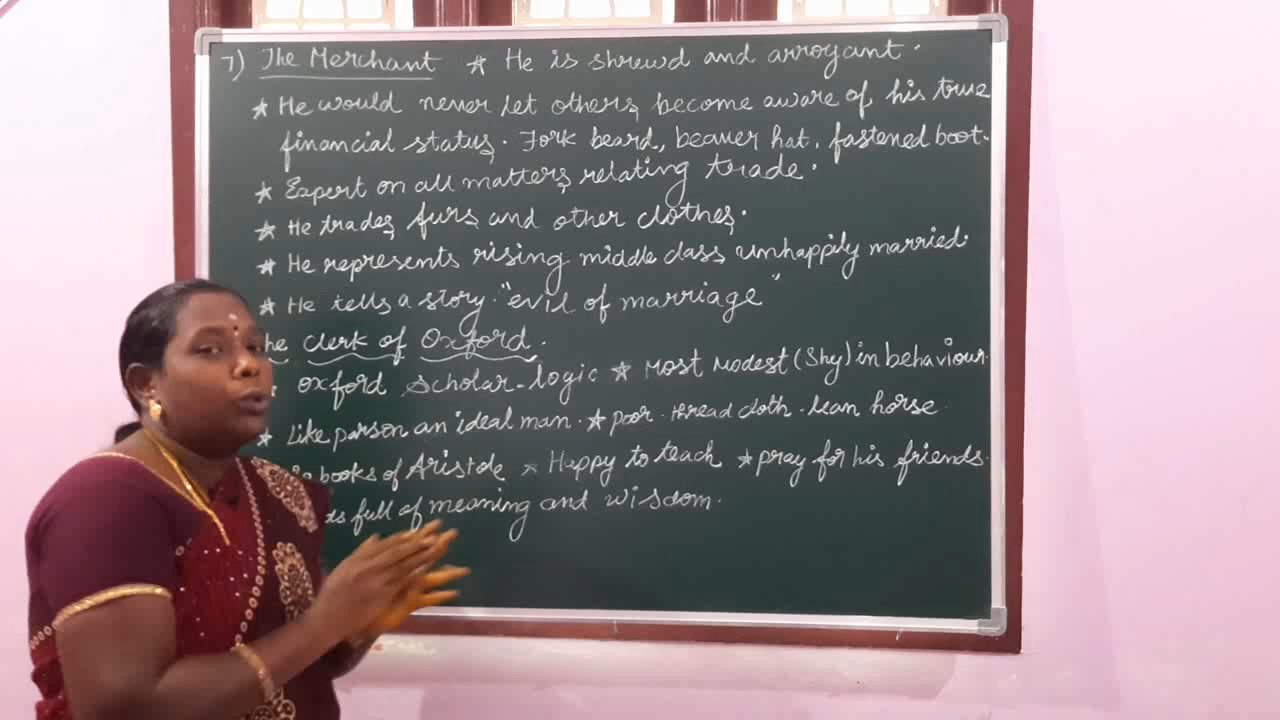 7) The Merchant ★ He is shrewd and arroyant.
★ He would never let others become aware of his true
financial status. Fork beard, beaver hat, fastened boot.
★ Expert on all matters relating trade.
★ He trades furs and other clothes.
★ He represents rising middle class unhappily married.
★ He tells a story. "evil of marriage"
he clerk of Oxford.
Oxford scholar - logic ★ Most Modest (Shy) in behaviour.
★ Like parson an ideal man. ★ poor. thread cloth. lean horse.
books of Aristole ★ Happy to teach ★ pray for his friends.
ds full of meaning and wisdom.